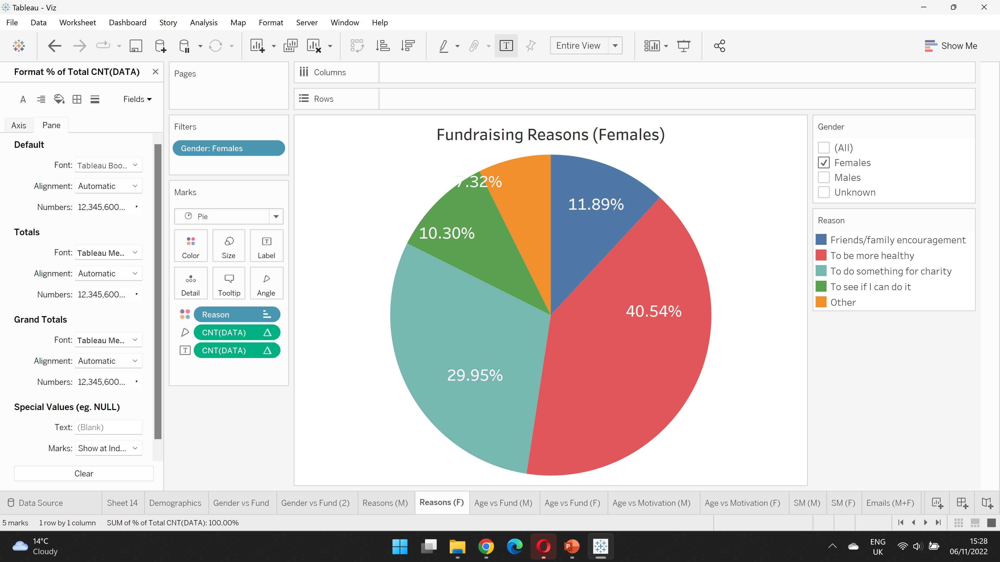 Tableau - Viz
File Data Worksheet Dashboard Story Analysis Map Format Server Window Help
T Entire View Show Me
Format % of Total CNT(DATA)
A Fields
Axis Pane
Default
Font: Tableau Boo..
Alignment: Automatic
Numbers: 12,345,600...
Totals
Font: Tableau Me..
Alignment: Automatic
Numbers: 12,345,600...
Grand Totals
Font: Tableau Me..
Alignment: Automatic
Numbers: 12,345,600...
Special Values (eg. NULL)
Text: (Blank)
Marks: Show at Ind...
Clear
Pages
Filters
Gender: Females
Marks
Pie
Color Size Label
Detail Tooltip Angle
Reason
CNT(DATA)
T CNT(DATA)
Columns
Rows
Fundraising Reasons (Females)
7.32%
11.89%
10.30%
40.54%
29.95%
Gender
(All)
Females
Males
Unknown
Reason
Friends/family encouragement
To be more healthy
To do something for charity
To see if I can do it
Other
Data Source Sheet 14 Demographics Gender vs Fund Gender vs Fund (2) Reasons (M) Reasons (F) Age vs Fund (M) Age vs Fund (F) Age vs Motivation (M) Age vs Motivation (F) SM (M) SM (F) Emails (M+F)
5 marks 1 row by 1 column SUM of % of Total CNT(DATA): 100.00%
14°C
Cloudy
P
ENG
UK
15:28
06/11/2022